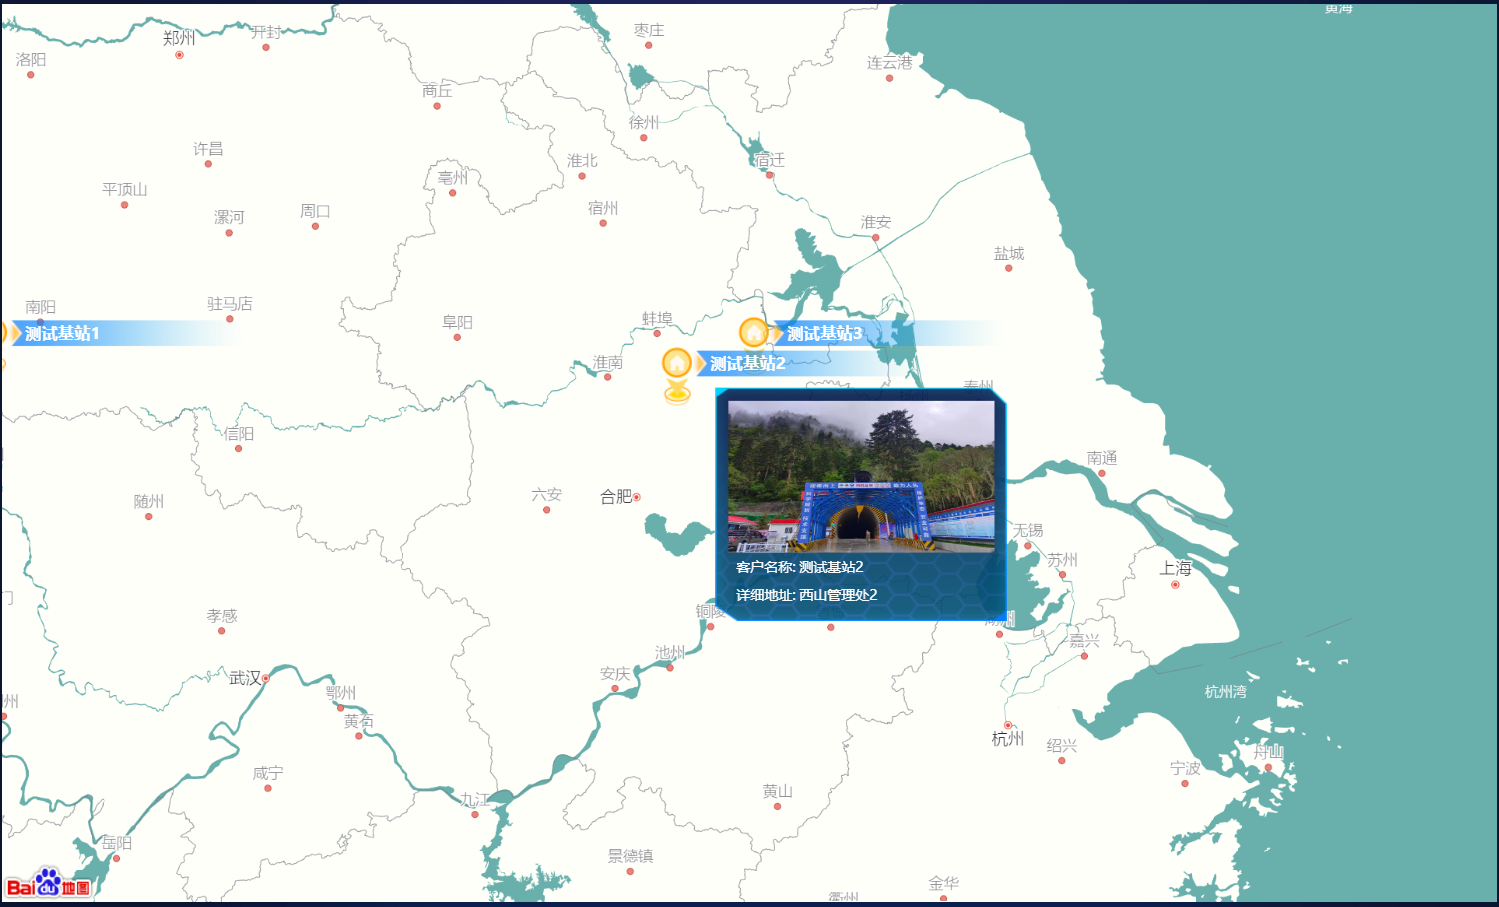 黄海
枣庄
开封
郑州
洛阳
连云港
商丘
徐州
许昌
淮北
宿迁
亳州
平顶山
宿州
周口
漯河
淮安
盐城
南阳
驻马店
蚌埠
阜阳
测试基站1
测试基站3
淮南
测试基站2
泰州
信阳
南通
六安
合肥
随州
无锡
苏州
上海
客户名称: 测试基站2
详细地址: 西山管理处2
铜陵
孝感
湖州
嘉兴
池州
安庆
武汉
鄂州
杭州湾
州
黄石
杭州
绍兴
舟山
宁波
咸宁
黄山
九江
岳阳
景德镇
金华
衢州
Bai du 地图